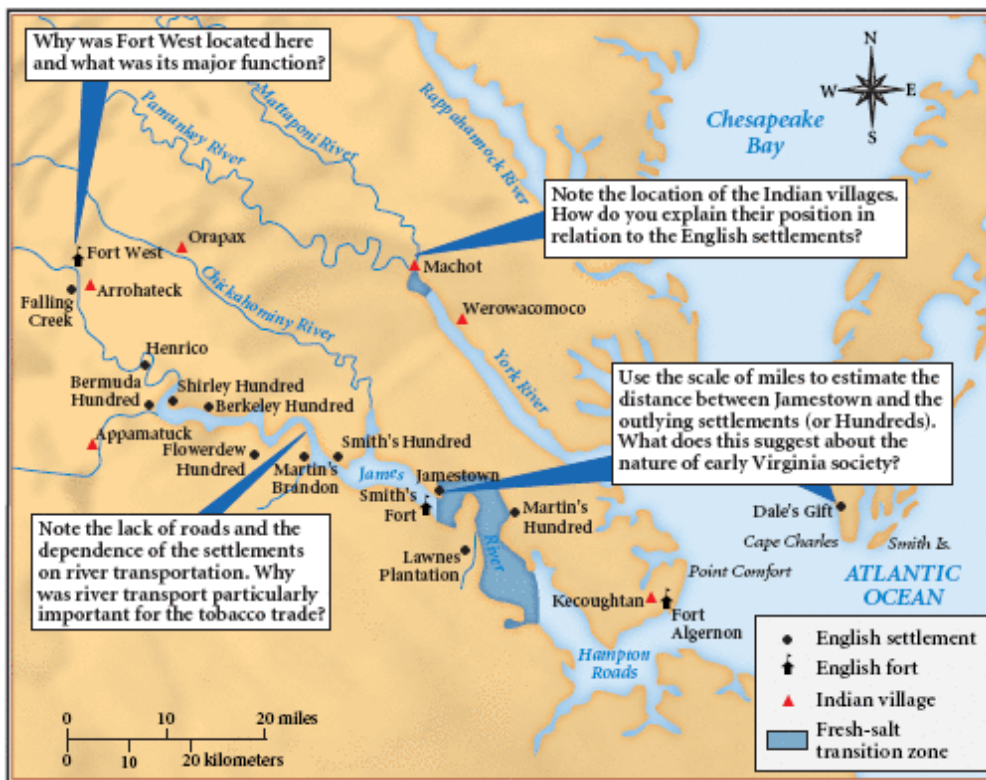 Why was Fort West located here
and what was its major function?
N
W
E
S
Chesapeake
Bay
Rappahannock River
Mattaponi River
Pamunkey River
Note the location of the Indian villages.
How do you explain their position in
relation to the English settlements?
Orapax
Fort West
Machot
Arrohateck
Falling
Creek
Chickahominy River
Werowacomoco
Henrico
York River
Use the scale of miles to estimate the
distance between Jamestown and the
outlying settlements (or Hundreds).
What does this suggest about the
nature of early Virginia society?
Bermuda
Hundred
Shirley Hundred
Berkeley Hundred
Appamatuck
Flowerdew
Hundred
Martin's
Brandon
Smith's Hundred
James
River
Jamestown
Smith's
Fort
Martin's
Hundred
Dale's Gift
Cape Charles
Smith Is.
Note the lack of roads and the
dependence of the settlements
on river transportation. Why
was river transport particularly
important for the tobacco trade?
Lawnes
Plantation
Point Comfort
ATLANTIC
OCEAN
Kecoughtan
Fort
Algernon
Hampion
Roads
English settlement
English fort
Indian village
Fresh-salt
transition zone
0 10 20 miles
0 10 20 kilometers